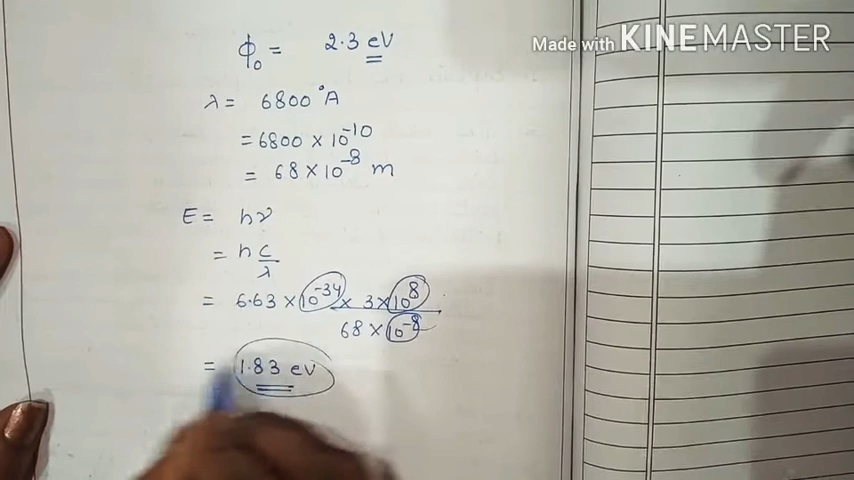 Made with KINEMASTER
ϕ₀ = 2.3 eV
λ = 6800 °A
= 6800 × 10⁻¹⁰
= 68 × 10⁻⁸ m
E = hν
= h c/λ
= 6.63 × 10⁻³⁴ × 3 × 10⁸
68 × 10⁻⁸
= 1.83 eV